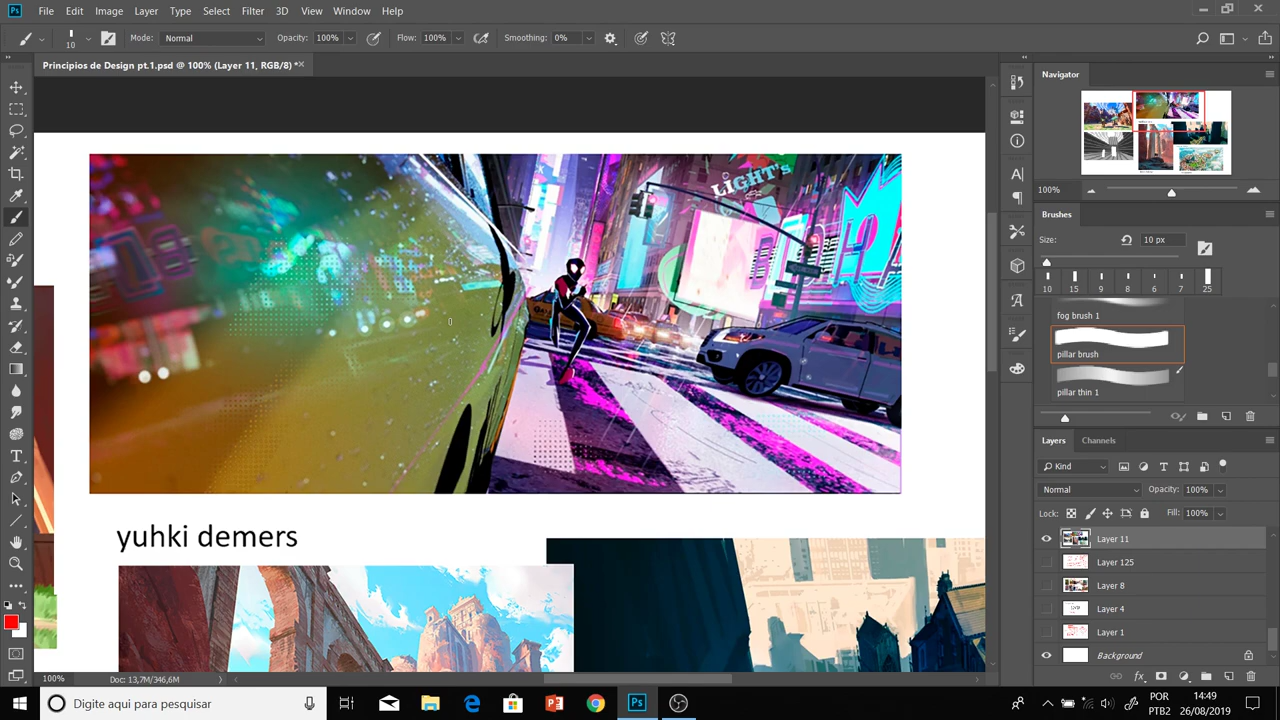 File Edit Image Layer Type Select Filter 3D View Window Help
10 Mode: Normal Opacity: 100% Flow: 100% Smoothing: 0%
Principios de Design pt.1.psd @ 100% (Layer 11, RGB/8) *
Navigator
100%
Brushes
Size: 10 px
10 15 9 8 6 7 25
fog brush 1
pillar brush
pillar thin 1
Layers Channels
Kind
Normal Opacity: 100%
Lock: Fill: 100%
Layer 11
Layer 125
Layer 8
Layer 4
Layer 1
Background
LIGHT's
yuhki demers
100% Doc: 13,7M/346,6M
Digite aqui para pesquisar
POR
PTB2
14:49
26/08/2019